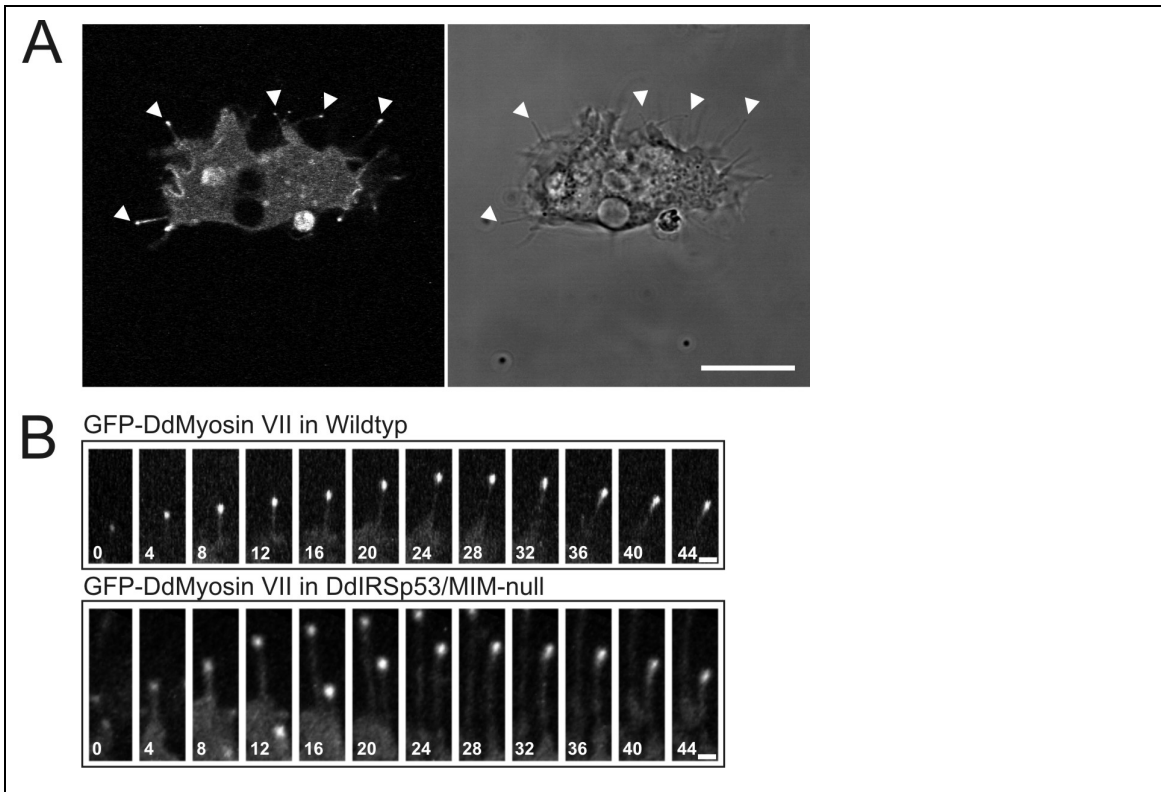 A
B
GFP-DdMyosin VII in Wildtyp
0 4 8 12 16 20 24 28 32 36 40 44
GFP-DdMyosin VII in DdIRSp53/MIM-null
0 4 8 12 16 20 24 28 32 36 40 44